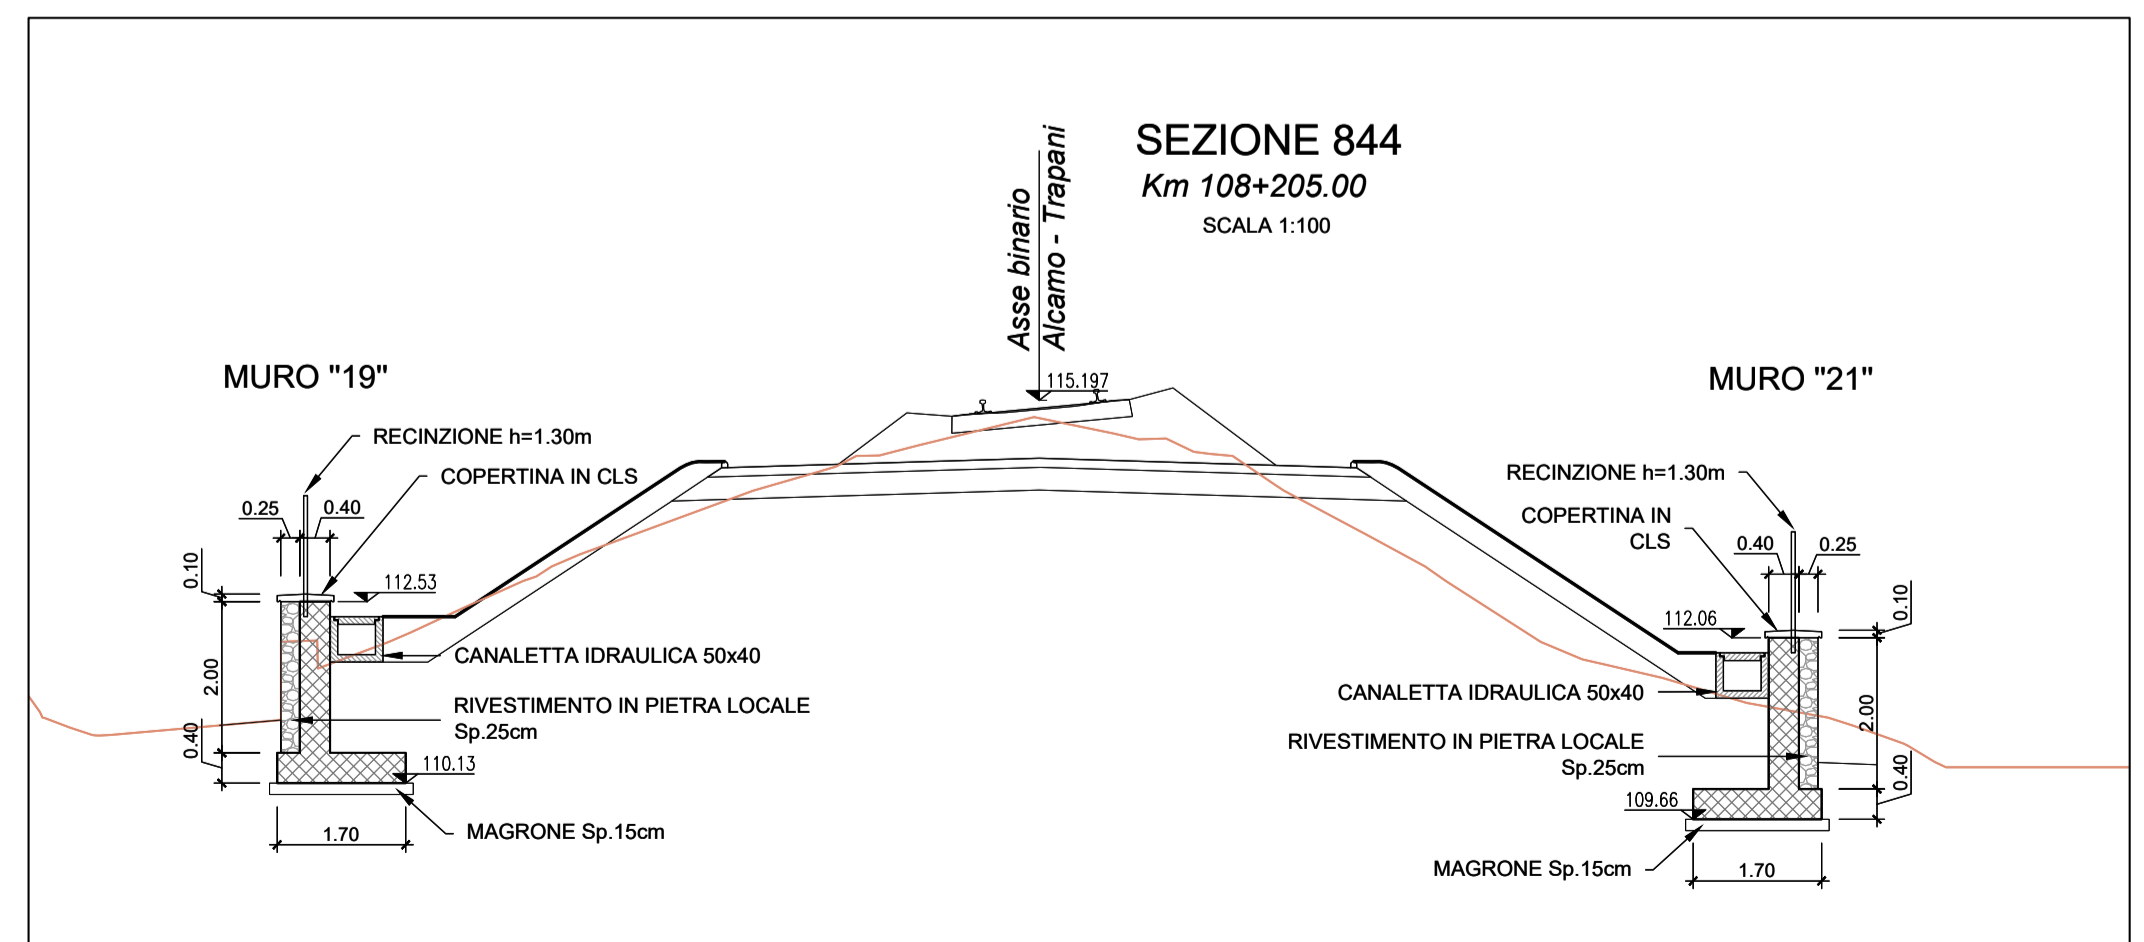 SEZIONE 844
Km 108+205.00
SCALA 1:100
Asse binario
Alcamo - Trapani
115.197
MURO "19"
RECINZIONE h=1.30m
COPERTINA IN CLS
0.25
0.40
0.10
112.53
2.00
CANALETTA IDRAULICA 50x40
RIVESTIMENTO IN PIETRA LOCALE
Sp.25cm
0.40
110.13
1.70
MAGRONE Sp.15cm
MURO "21"
RECINZIONE h=1.30m
COPERTINA IN
CLS
0.40
0.25
0.10
112.06
CANALETTA IDRAULICA 50x40
2.00
RIVESTIMENTO IN PIETRA LOCALE
Sp.25cm
0.40
109.66
MAGRONE Sp.15cm
1.70